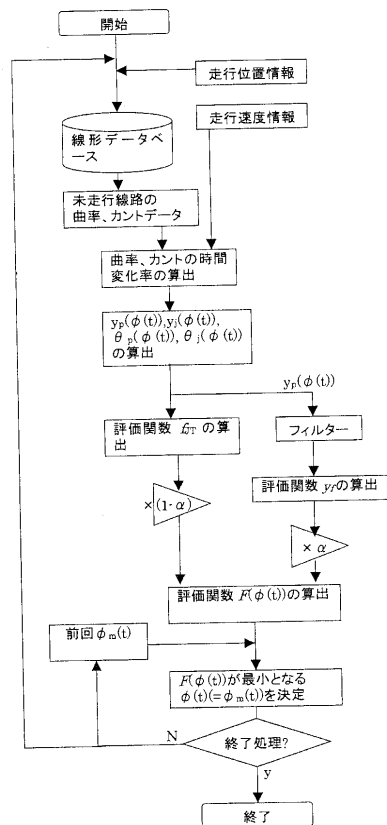 開始
走行位置情報
線形データベ
ース
走行速度情報
未走行線路の
曲率、カントデータ
曲率、カントの時間
変化率の算出
yp(φ(t)),yj(φ(t)),
θp(φ(t)), θj(φ(t))
の算出
yp(φ(t))
評価関数 fJT の算
出
フィルター
評価関数 yfの算出
×(1-α)
×α
評価関数 F(φ(t))の算出
前回φm(t)
F(φ(t))が最小となる
φ(t)(=φm(t))を決定
N
終了処理?
y
終了